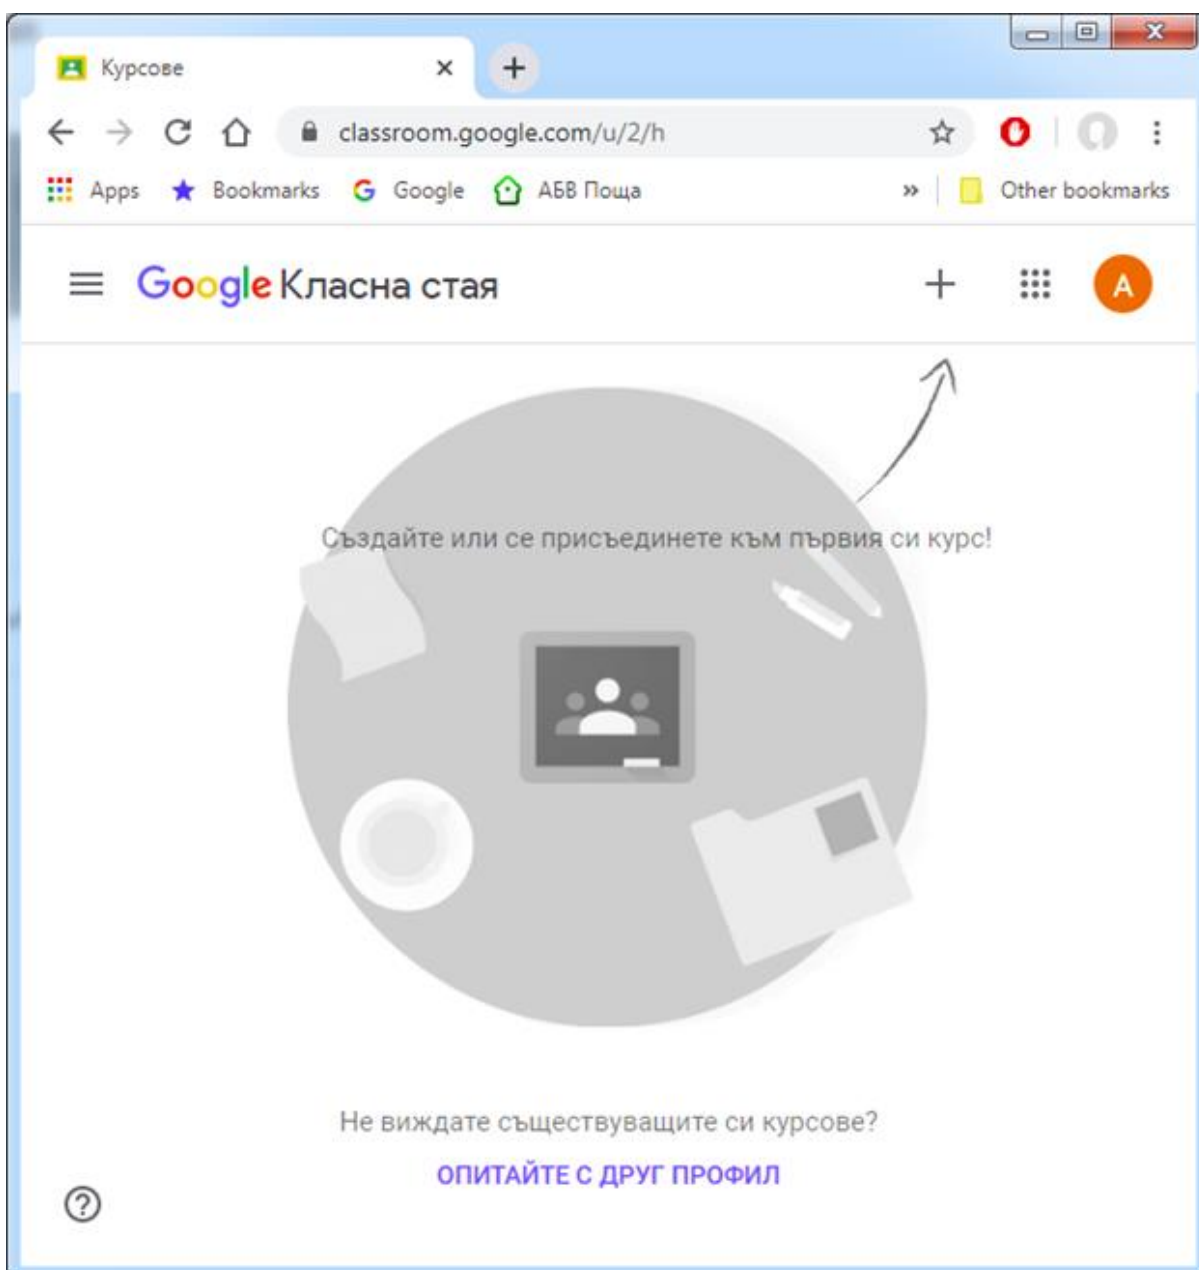 Курсове
classroom.google.com/u/2/h
Apps Bookmarks G Google АБВ Поща » Other bookmarks
Google Класна стая A
Създайте или се присъединете към първия си курс!
Не виждате съществуващите си курсове?
ОПИТАЙТЕ С ДРУГ ПРОФИЛ